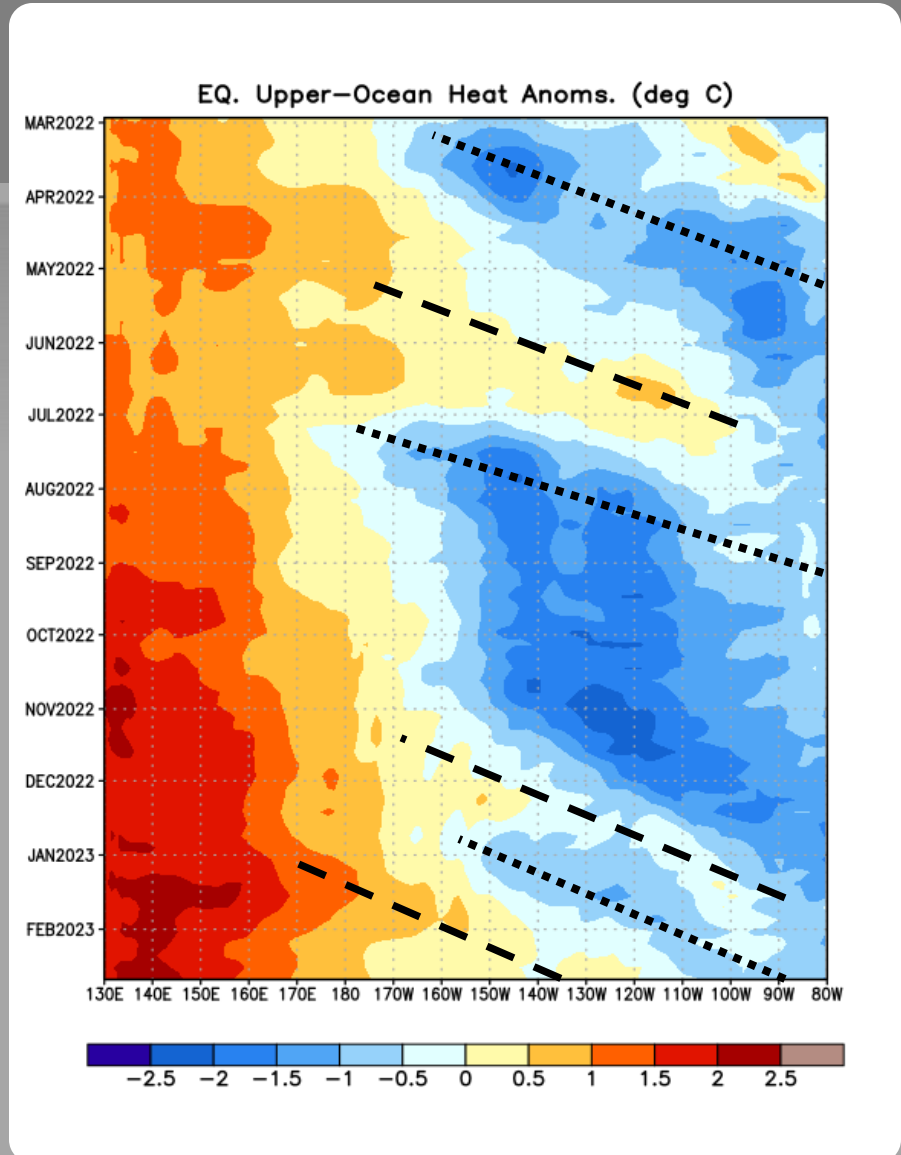 EQ. Upper-Ocean Heat Anoms. (deg C)
MAR2022
APR2022
MAY2022
JUN2022
JUL2022
AUG2022
SEP2022
OCT2022
NOV2022
DEC2022
JAN2023
FEB2023
130E 140E 150E 160E 170E 180 170W 160W 150W 140W 130W 120W 110W 100W 90W 80W
-2.5 -2 -1.5 -1 -0.5 0 0.5 1 1.5 2 2.5